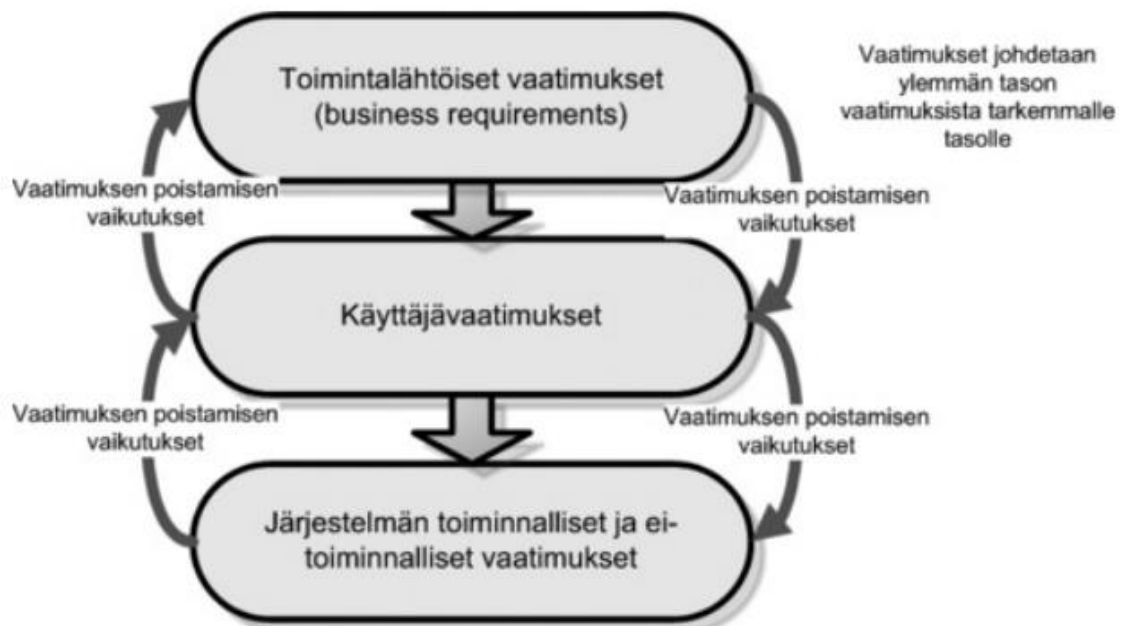 Toimintalähtöiset vaatimukset
(business requirements)
Vaatimukset johdetaan
ylemmän tason
vaatimuksista tarkemmalle
tasolle
Vaatimuksen poistamisen
vaikutukset
Vaatimuksen poistamisen
vaikutukset
Käyttäjävaatimukset
Vaatimuksen poistamisen
vaikutukset
Vaatimuksen poistamisen
vaikutukset
Järjestelmän toiminnalliset ja ei-
toiminnalliset vaatimukset